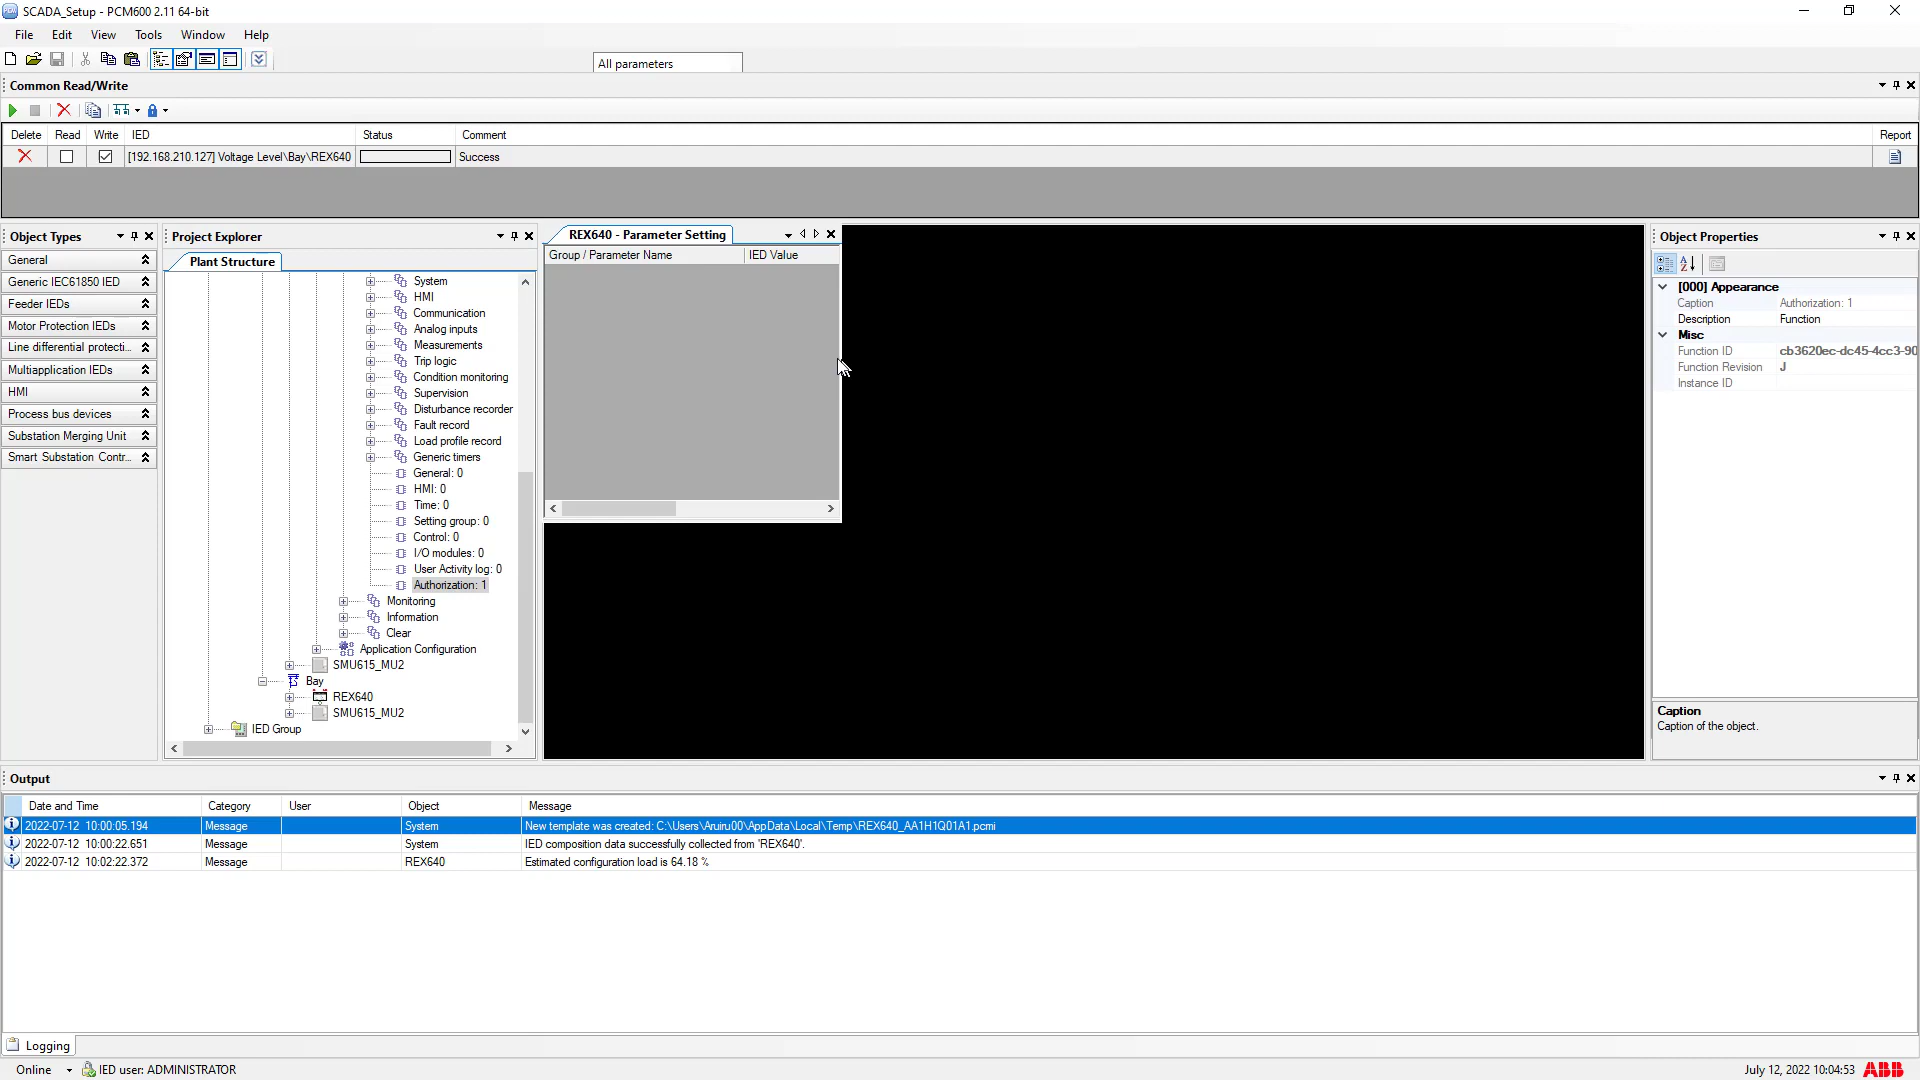 SCADA_Setup - PCM600 2.11 64-bit
File Edit View Tools Window Help
All parameters
Common Read/Write
Delete Read Write IED Status Comment Report
[192.168.210.127] Voltage Level\Bay\REX640 Success
Object Types
General
Generic IEC61850 IED
Feeder IEDs
Motor Protection IEDs
Line differential protecti...
Multiapplication IEDs
HMI
Process bus devices
Substation Merging Unit
Smart Substation Contr...
Project Explorer
Plant Structure
System
HMI
Communication
Analog inputs
Measurements
Trip logic
Condition monitoring
Supervision
Disturbance recorder
Fault record
Load profile record
Generic timers
General: 0
HMI: 0
Time: 0
Setting group: 0
Control: 0
I/O modules: 0
User Activity log: 0
Authorization: 1
Monitoring
Information
Clear
Application Configuration
SMU615_MU2
Bay
REX640
SMU615_MU2
IED Group
REX640 - Parameter Setting
Group / Parameter Name IED Value
Object Properties
[000] Appearance
Caption Authorization: 1
Description Function
Misc
Function ID cb3620ec-dc45-4cc3-90
Function Revision J
Instance ID
Caption
Caption of the object.
Output
Date and Time Category User Object Message
2022-07-12 10:00:05.194 Message System New template was created: C:\Users\Aruiru00\AppData\Local\Temp\REX640_AA1H1Q01A1.pcmi
2022-07-12 10:00:22.651 Message System IED composition data successfully collected from 'REX640'.
2022-07-12 10:02:22.372 Message REX640 Estimated configuration load is 64.18 %
Logging
Online IED user: ADMINISTRATOR July 12, 2022 10:04:53 ABB